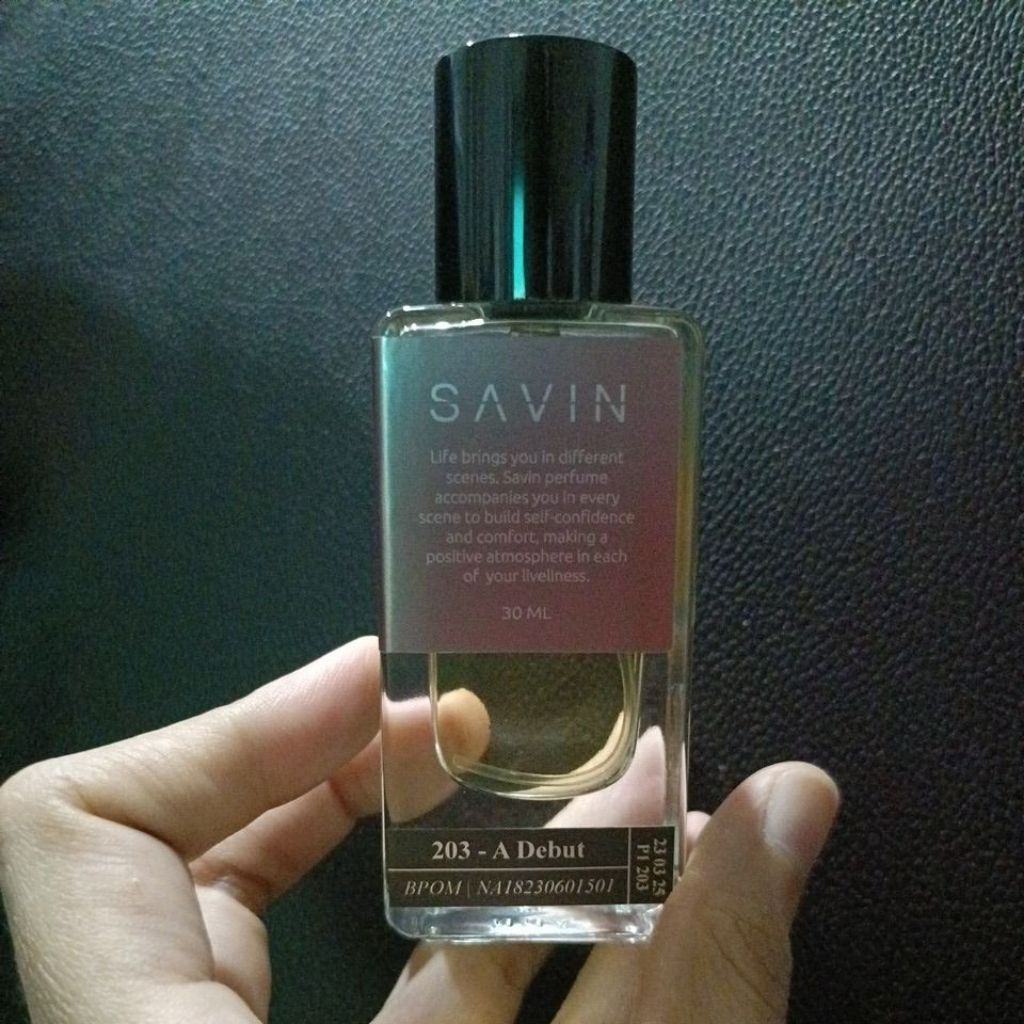 SAVIN
Life brings you in different
scenes. Savin perfume
accompanies you in every
scene to build self-confidence
and comfort, making a
positive atmosphere in each
of your liveliness.
30 ML
203 - A Debut
BPOM | NA18230601501
23 03 25
P1 203